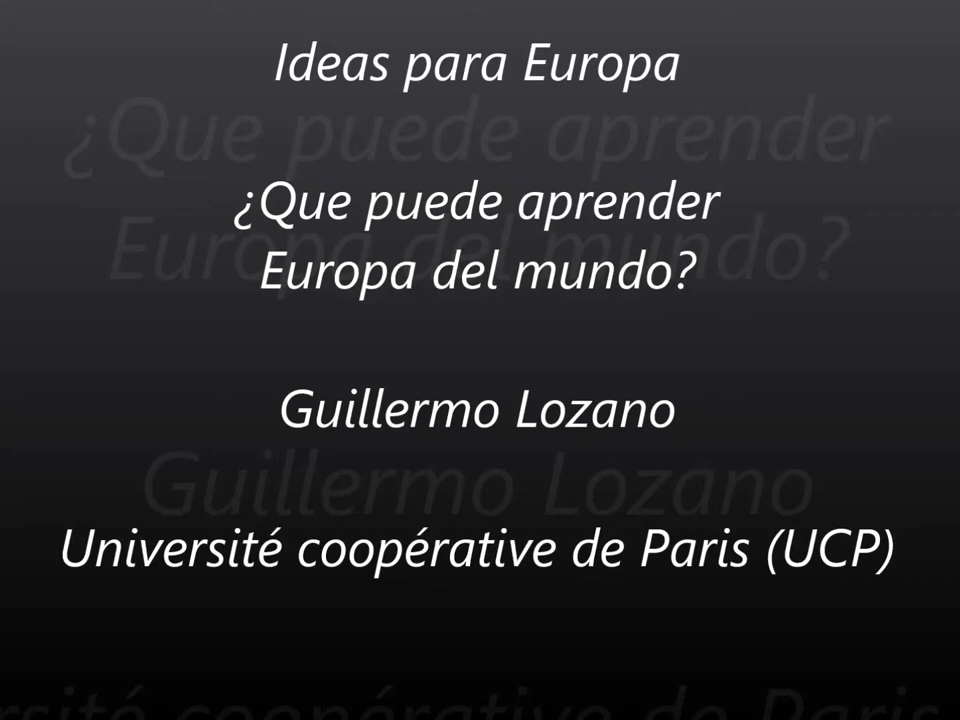 Ideas para Europa
¿Que puede aprender
Europa del mundo?
Guillermo Lozano
Université coopérative de Paris (UCP)